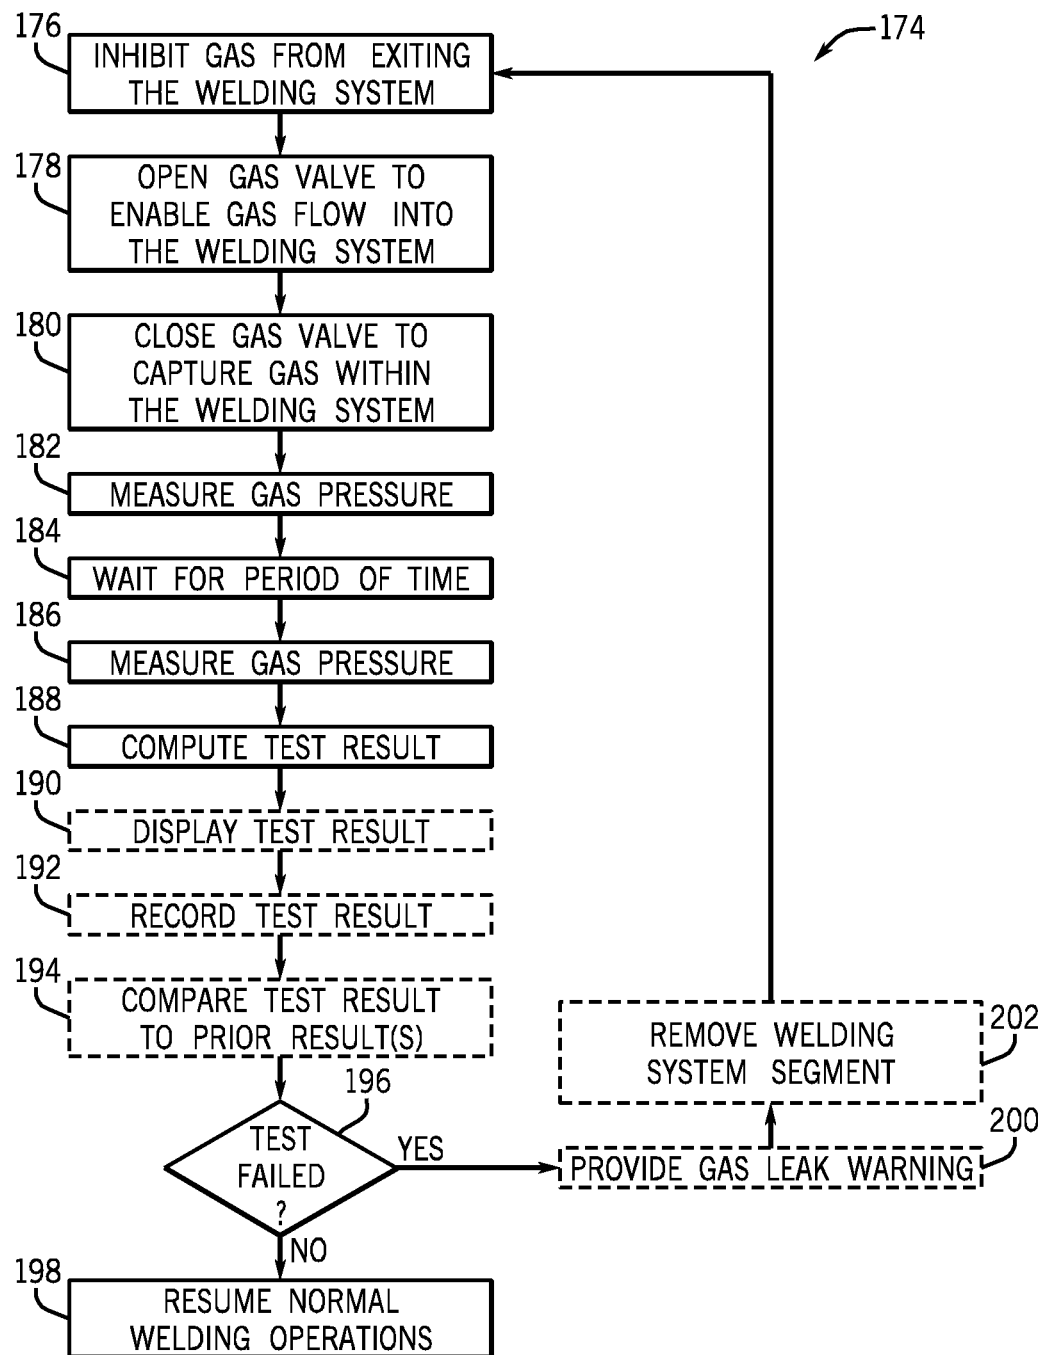 174
176
INHIBIT GAS FROM EXITING
THE WELDING SYSTEM
178
OPEN GAS VALVE TO
ENABLE GAS FLOW INTO
THE WELDING SYSTEM
180
CLOSE GAS VALVE TO
CAPTURE GAS WITHIN
THE WELDING SYSTEM
182
MEASURE GAS PRESSURE
184
WAIT FOR PERIOD OF TIME
186
MEASURE GAS PRESSURE
188
COMPUTE TEST RESULT
190
DISPLAY TEST RESULT
192
RECORD TEST RESULT
194
COMPARE TEST RESULT
TO PRIOR RESULT(S)
196
TEST
FAILED
?
YES
NO
198
RESUME NORMAL
WELDING OPERATIONS
200
PROVIDE GAS LEAK WARNING
202
REMOVE WELDING
SYSTEM SEGMENT